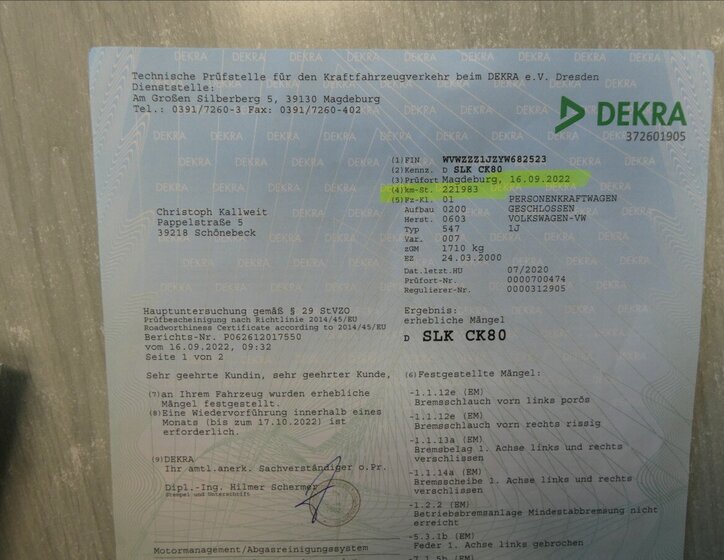 Technische Prüfstelle für den Kraftfahrzeugverkehr beim DEKRA e.V. Dresden
Dienststelle:
Am Großen Silberberg 5, 39130 Magdeburg
Tel.: 0391/7260-3 Fax: 0391/7260-402
DEKRA
372601905
(1) FIN WVWZZZ1JZYW682523
(2) Kennz. D SLK CK80
(3) Prüfort Magdeburg, 16.09.2022
(4) km-St. 221983
(5) Fz-Kl. 01 PERSONENKRAFTWAGEN
Aufbau 0200 GESCHLOSSEN
Herst. 0603 VOLKSWAGEN-VW
Typ 547 1J
Var. 007
zGM 1710 kg
EZ 24.03.2000
Dat.letzt.HU 07/2020
Prüfort-Nr. 0000700474
Regulierer-Nr. 0000312905
Christoph Kallweit
Pappelstraße 5
39218 Schönebeck
Hauptuntersuchung gemäß § 29 StVZO
Prüfbescheinigung nach Richtlinie 2014/45/EU
Roadworthiness Certificate according to 2014/45/EU
Berichts-Nr. P062612017550
vom 16.09.2022, 09:32
Seite 1 von 2
Ergebnis:
erhebliche Mängel
D SLK CK80
Sehr geehrte Kundin, sehr geehrter Kunde,
(7) an Ihrem Fahrzeug wurden erhebliche
Mängel festgestellt.
(8) Eine Wiedervorführung innerhalb eines
Monats (bis zum 17.10.2022) ist
erforderlich.
(9) DEKRA
Ihr amtl.anerk. Sachverständiger o.Pr.
Dipl.-Ing. Hilmer Schermer
Stempel und Unterschrift
Motormanagement/Abgasreinigungssystem
(6) Festgestellte Mängel:
-1.1.12e (EM)
Bremsschlauch vorn links porös
-1.1.12e (EM)
Bremsschlauch vorn rechts rissig
-1.1.13a (EM)
Bremsbelag 1. Achse links und rechts
verschlissen
-1.1.14a (EM)
Bremsscheibe 1. Achse links und rechts
verschlissen
-1.2.2 (EM)
Betriebsbremsanlage Mindestabbremsung nicht
erreicht
-5.3.1b (EM)
Feder 1. Achse links gebrochen